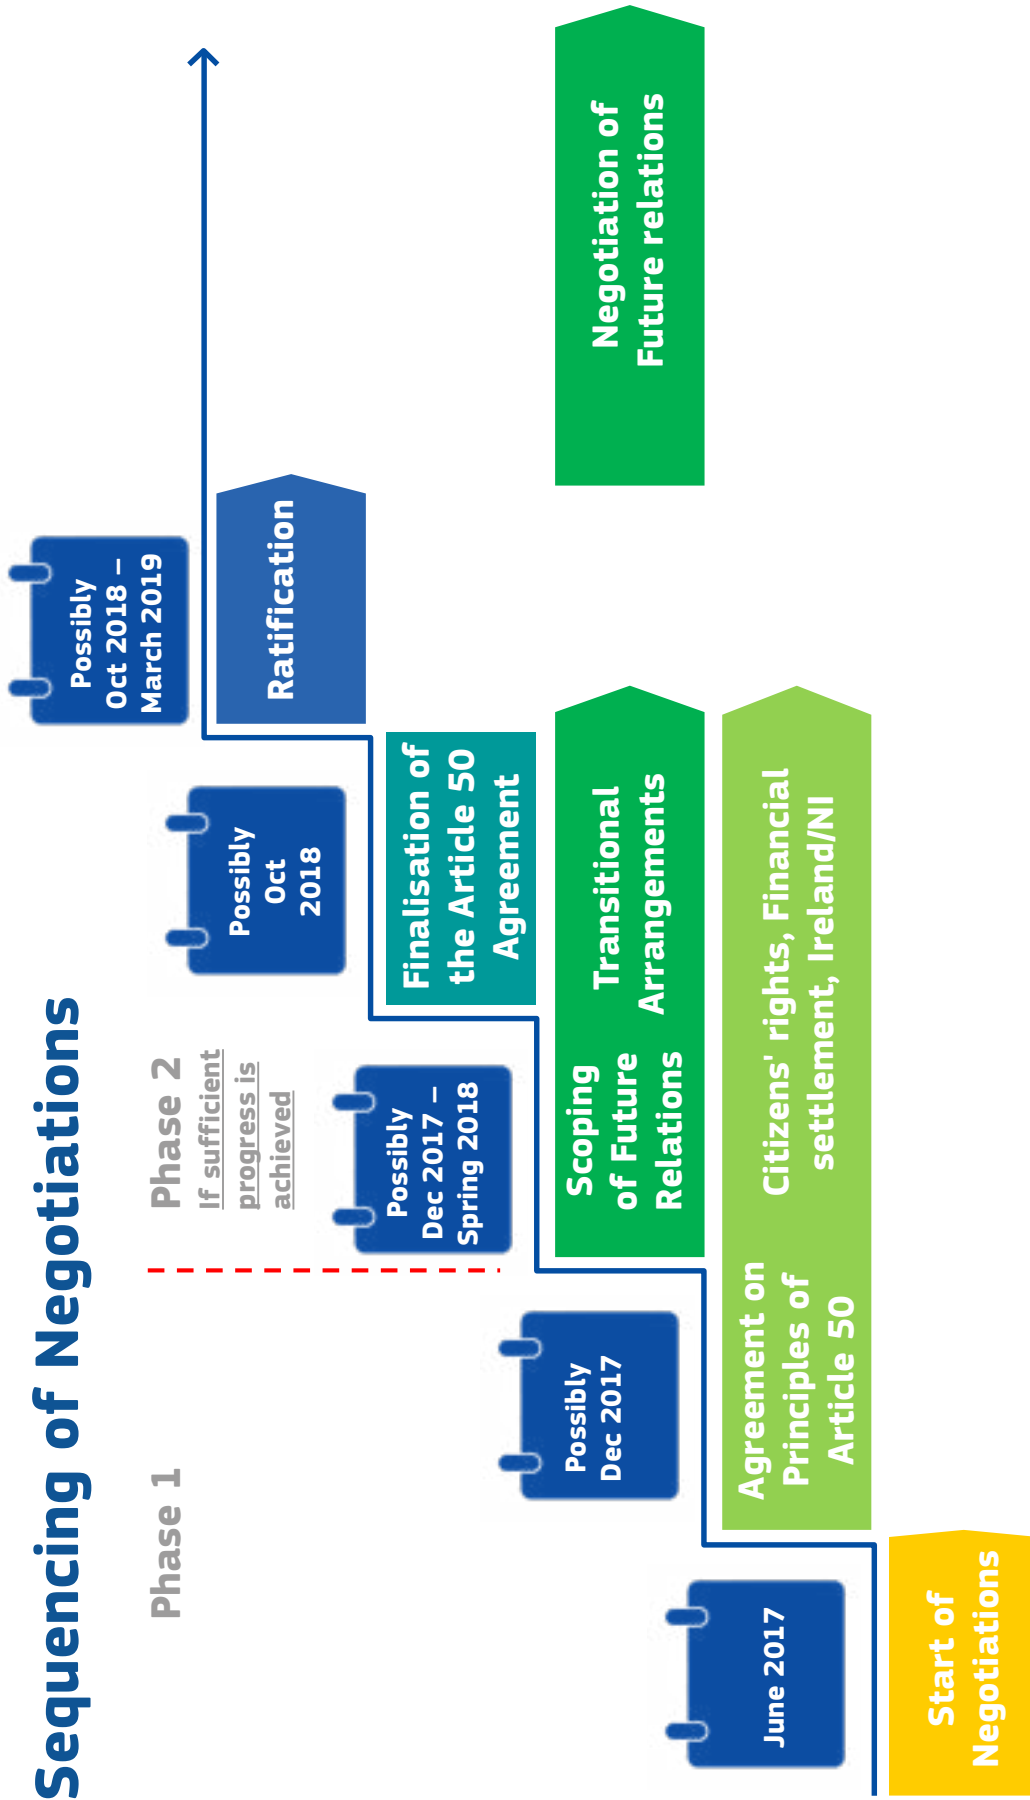 Sequencing of Negotiations
Phase 1
Phase 2
If sufficient
progress is
achieved
June 2017
Possibly
Dec 2017
Possibly
Dec 2017 –
Spring 2018
Possibly
Oct
2018
Possibly
Oct 2018 –
March 2019
Start of
Negotiations
Agreement on
Principles of
Article 50
Citizens' rights, Financial
settlement, Ireland/NI
Scoping
of Future
Relations
Transitional
Arrangements
Finalisation of
the Article 50
Agreement
Ratification
Negotiation of
Future relations